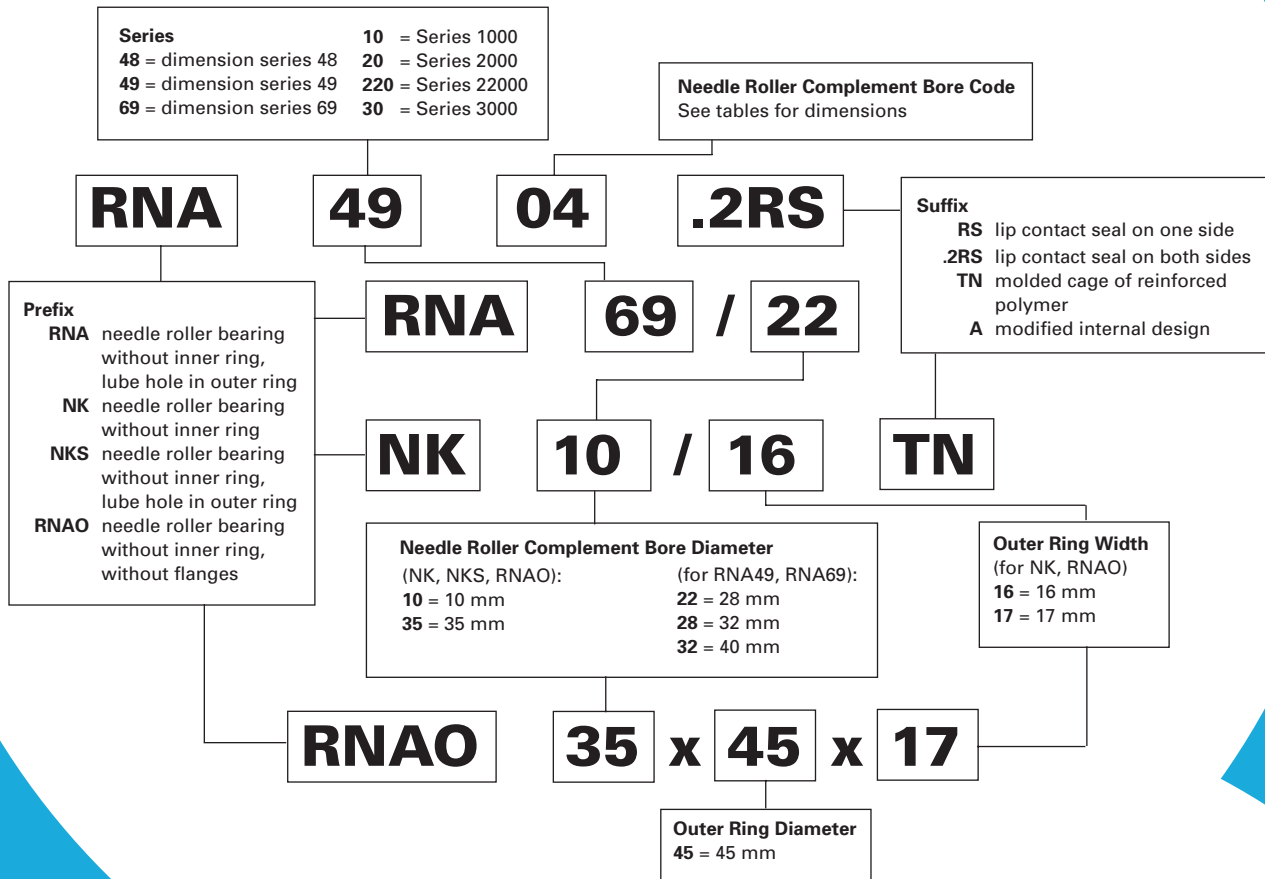 Series
48 = dimension series 48
49 = dimension series 49
69 = dimension series 69
10 = Series 1000
20 = Series 2000
220 = Series 22000
30 = Series 3000
Needle Roller Complement Bore Code
See tables for dimensions
RNA 49 04 .2RS
Suffix
RS lip contact seal on one side
.2RS lip contact seal on both sides
TN molded cage of reinforced
polymer
A modified internal design
Prefix
RNA needle roller bearing
without inner ring,
lube hole in outer ring
NK needle roller bearing
without inner ring
NKS needle roller bearing
without inner ring,
lube hole in outer ring
RNAO needle roller bearing
without inner ring,
without flanges
RNA 69 / 22
NK 10 / 16 TN
Needle Roller Complement Bore Diameter
(NK, NKS, RNAO):
10 = 10 mm
35 = 35 mm
(for RNA49, RNA69):
22 = 28 mm
28 = 32 mm
32 = 40 mm
Outer Ring Width
(for NK, RNAO)
16 = 16 mm
17 = 17 mm
RNAO 35 x 45 x 17
Outer Ring Diameter
45 = 45 mm